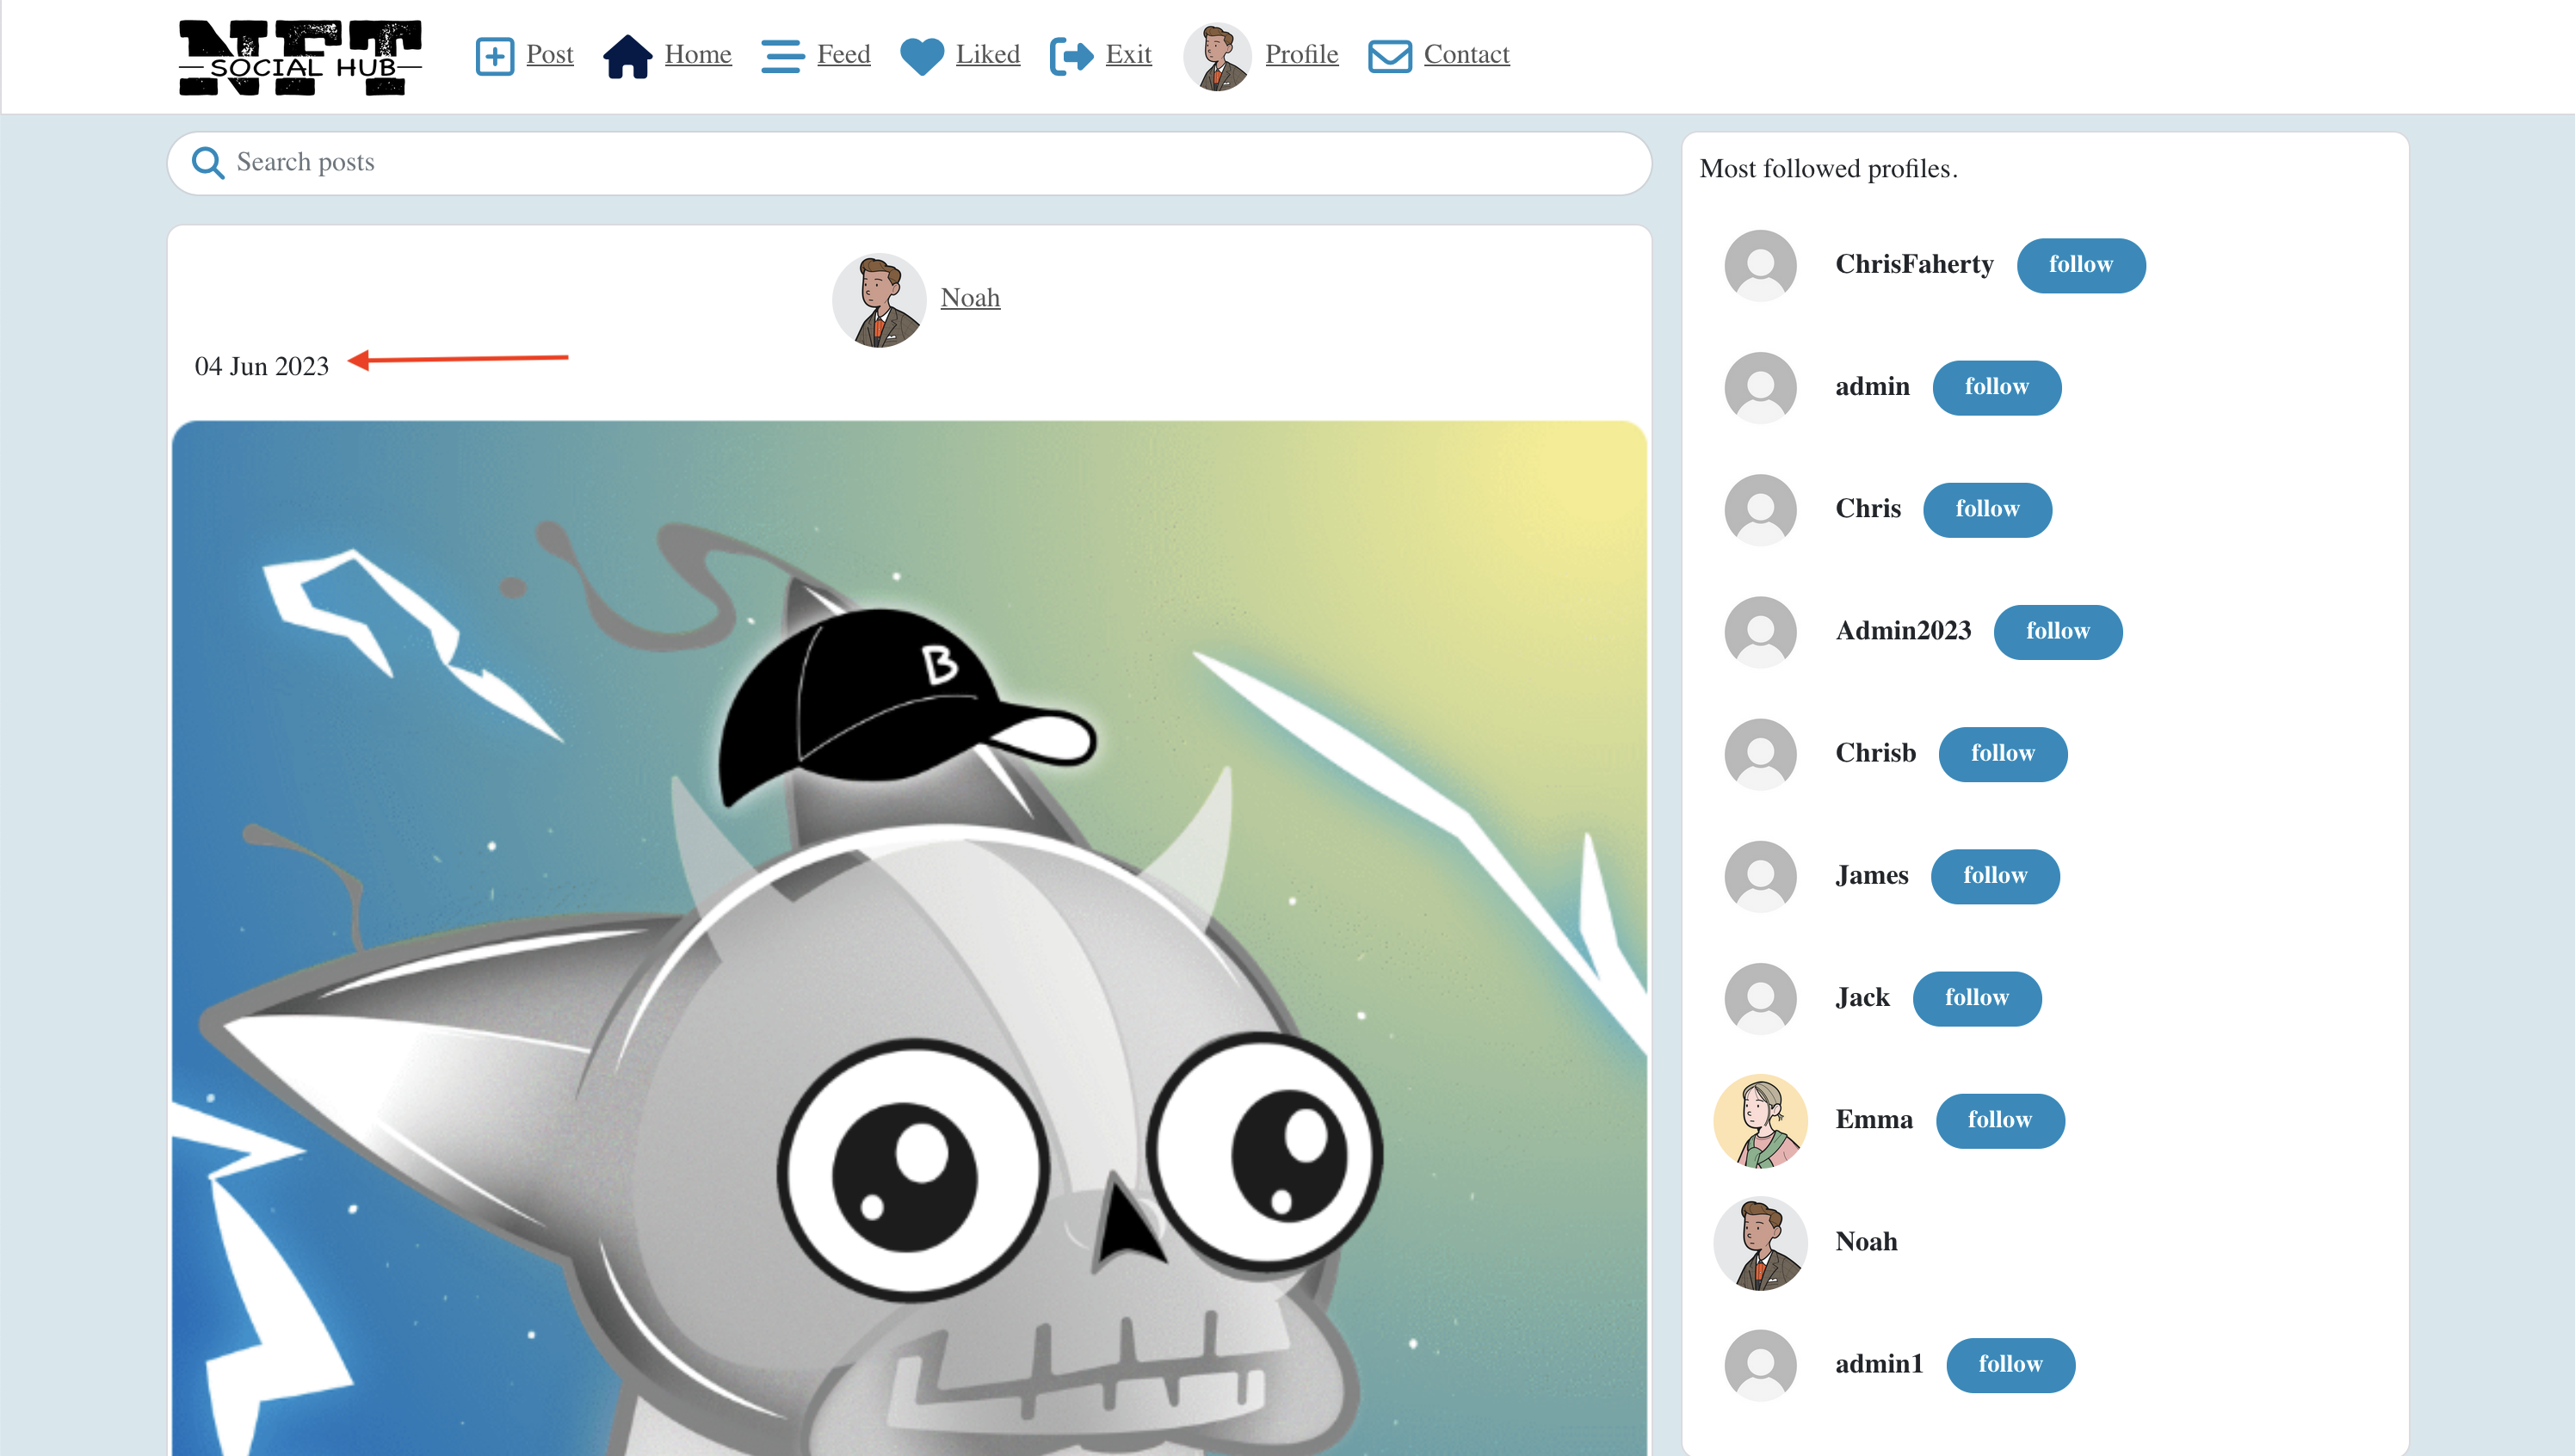 NFT
SOCIAL HUB
Post
Home
Feed
Liked
Exit
Profile
Contact
Search posts
Noah
04 Jun 2023
B
Most followed profiles.
ChrisFaherty follow
admin follow
Chris follow
Admin2023 follow
Chrisb follow
James follow
Jack follow
Emma follow
Noah
admin1 follow